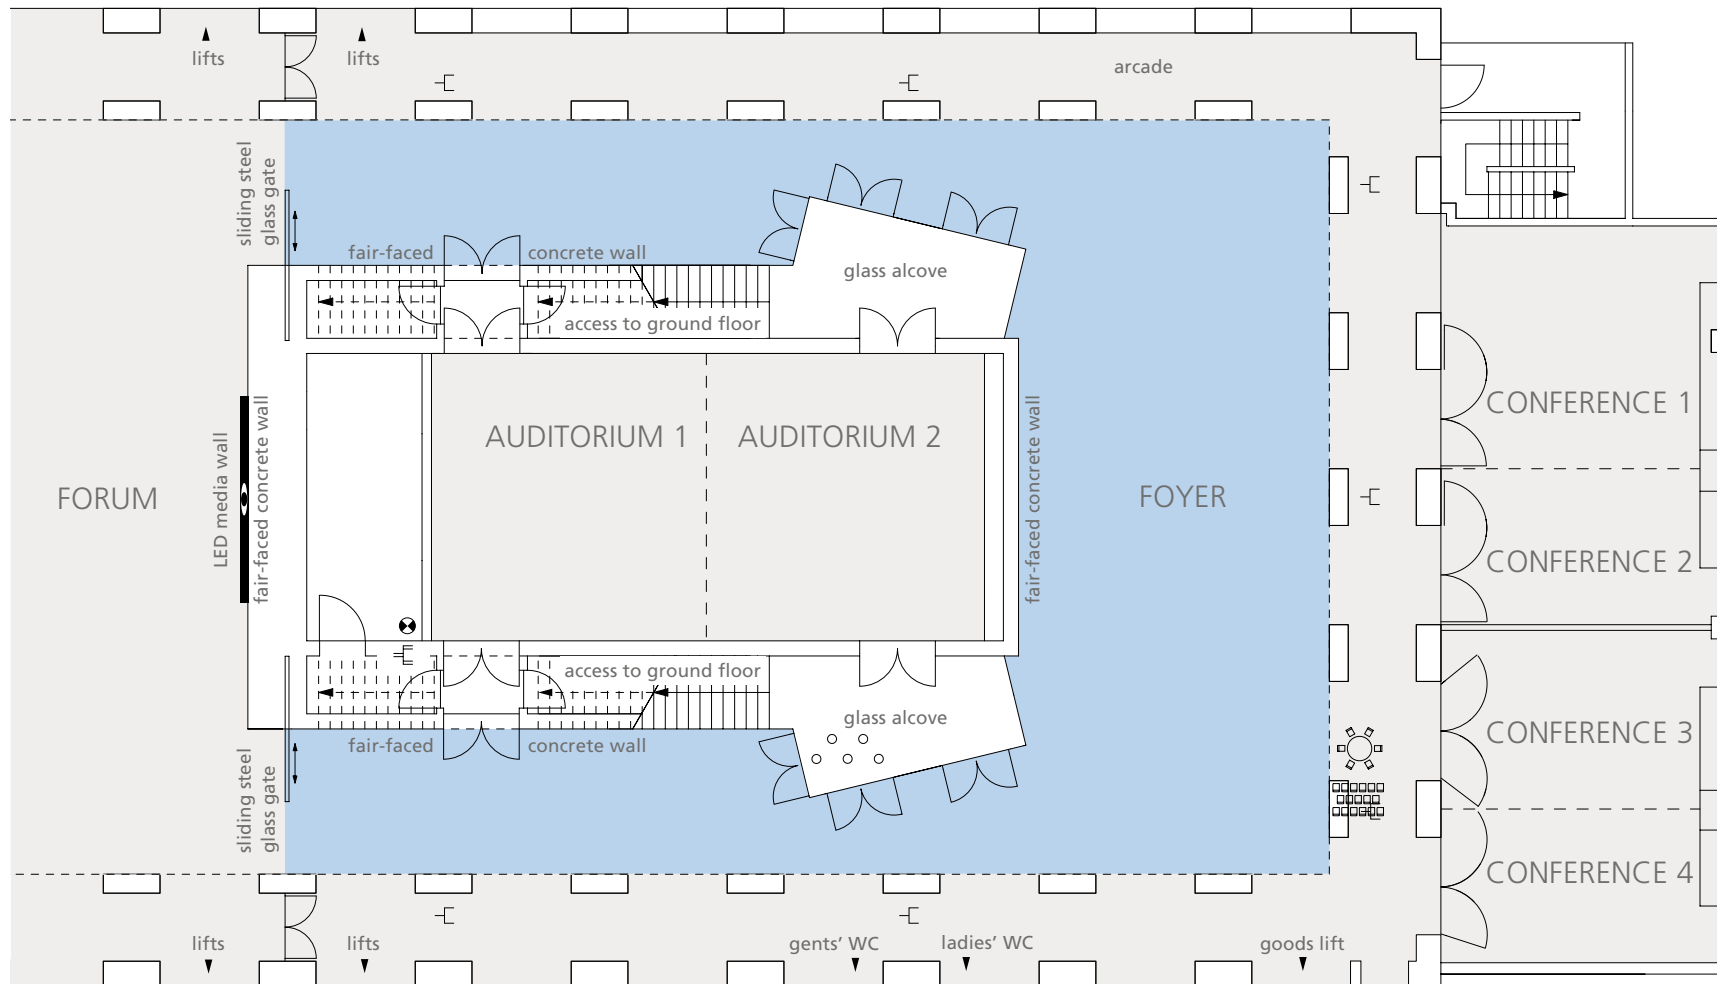 lifts
lifts
arcade
sliding steel
glass gate
fair-faced
concrete wall
glass alcove
access to ground floor
FORUM
LED media wall
fair-faced concrete wall
AUDITORIUM 1
AUDITORIUM 2
fair-faced concrete wall
FOYER
CONFERENCE 1
CONFERENCE 2
CONFERENCE 3
CONFERENCE 4
access to ground floor
glass alcove
fair-faced
concrete wall
sliding steel
glass gate
lifts
lifts
gents’ WC
ladies’ WC
goods lift